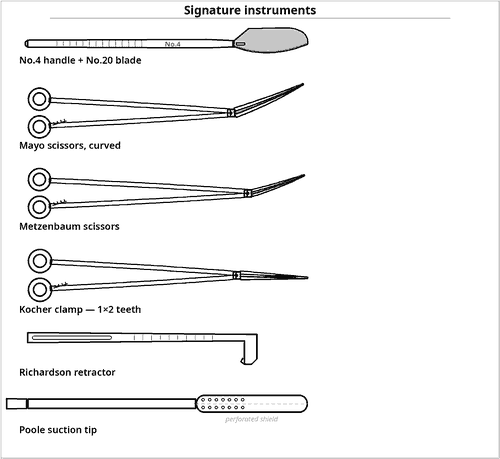 Signature instruments
No.4
No.4 handle + No.20 blade
Mayo scissors, curved
Metzenbaum scissors
Kocher clamp — 1×2 teeth
Richardson retractor
perforated shield
Poole suction tip